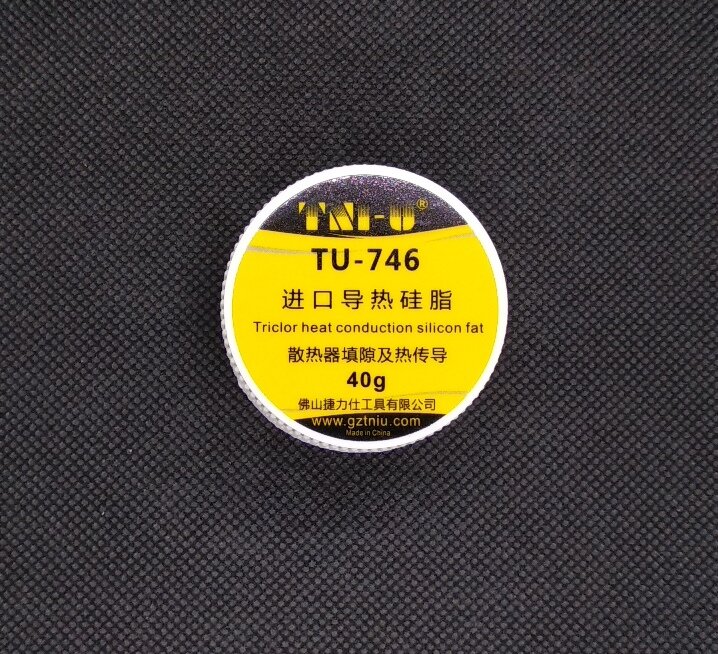 TNI-U®
TU-746
进口导热硅脂
Triclor heat conduction silicon fat
散热器填隙及热传导
40g
佛山捷力仕工具有限公司
www.gztniu.com
Made in China